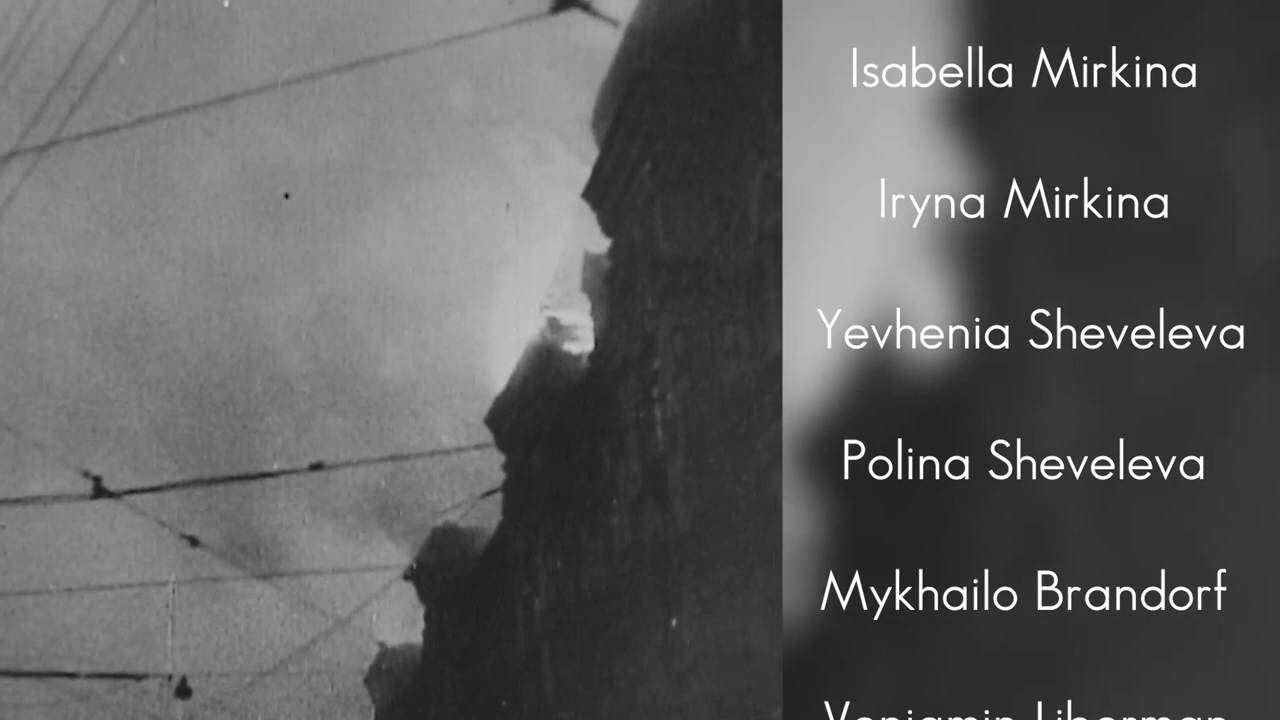 Isabella Mirkina
Iryna Mirkina
Yevhenia Sheveleva
Polina Sheveleva
Mykhailo Brandorf